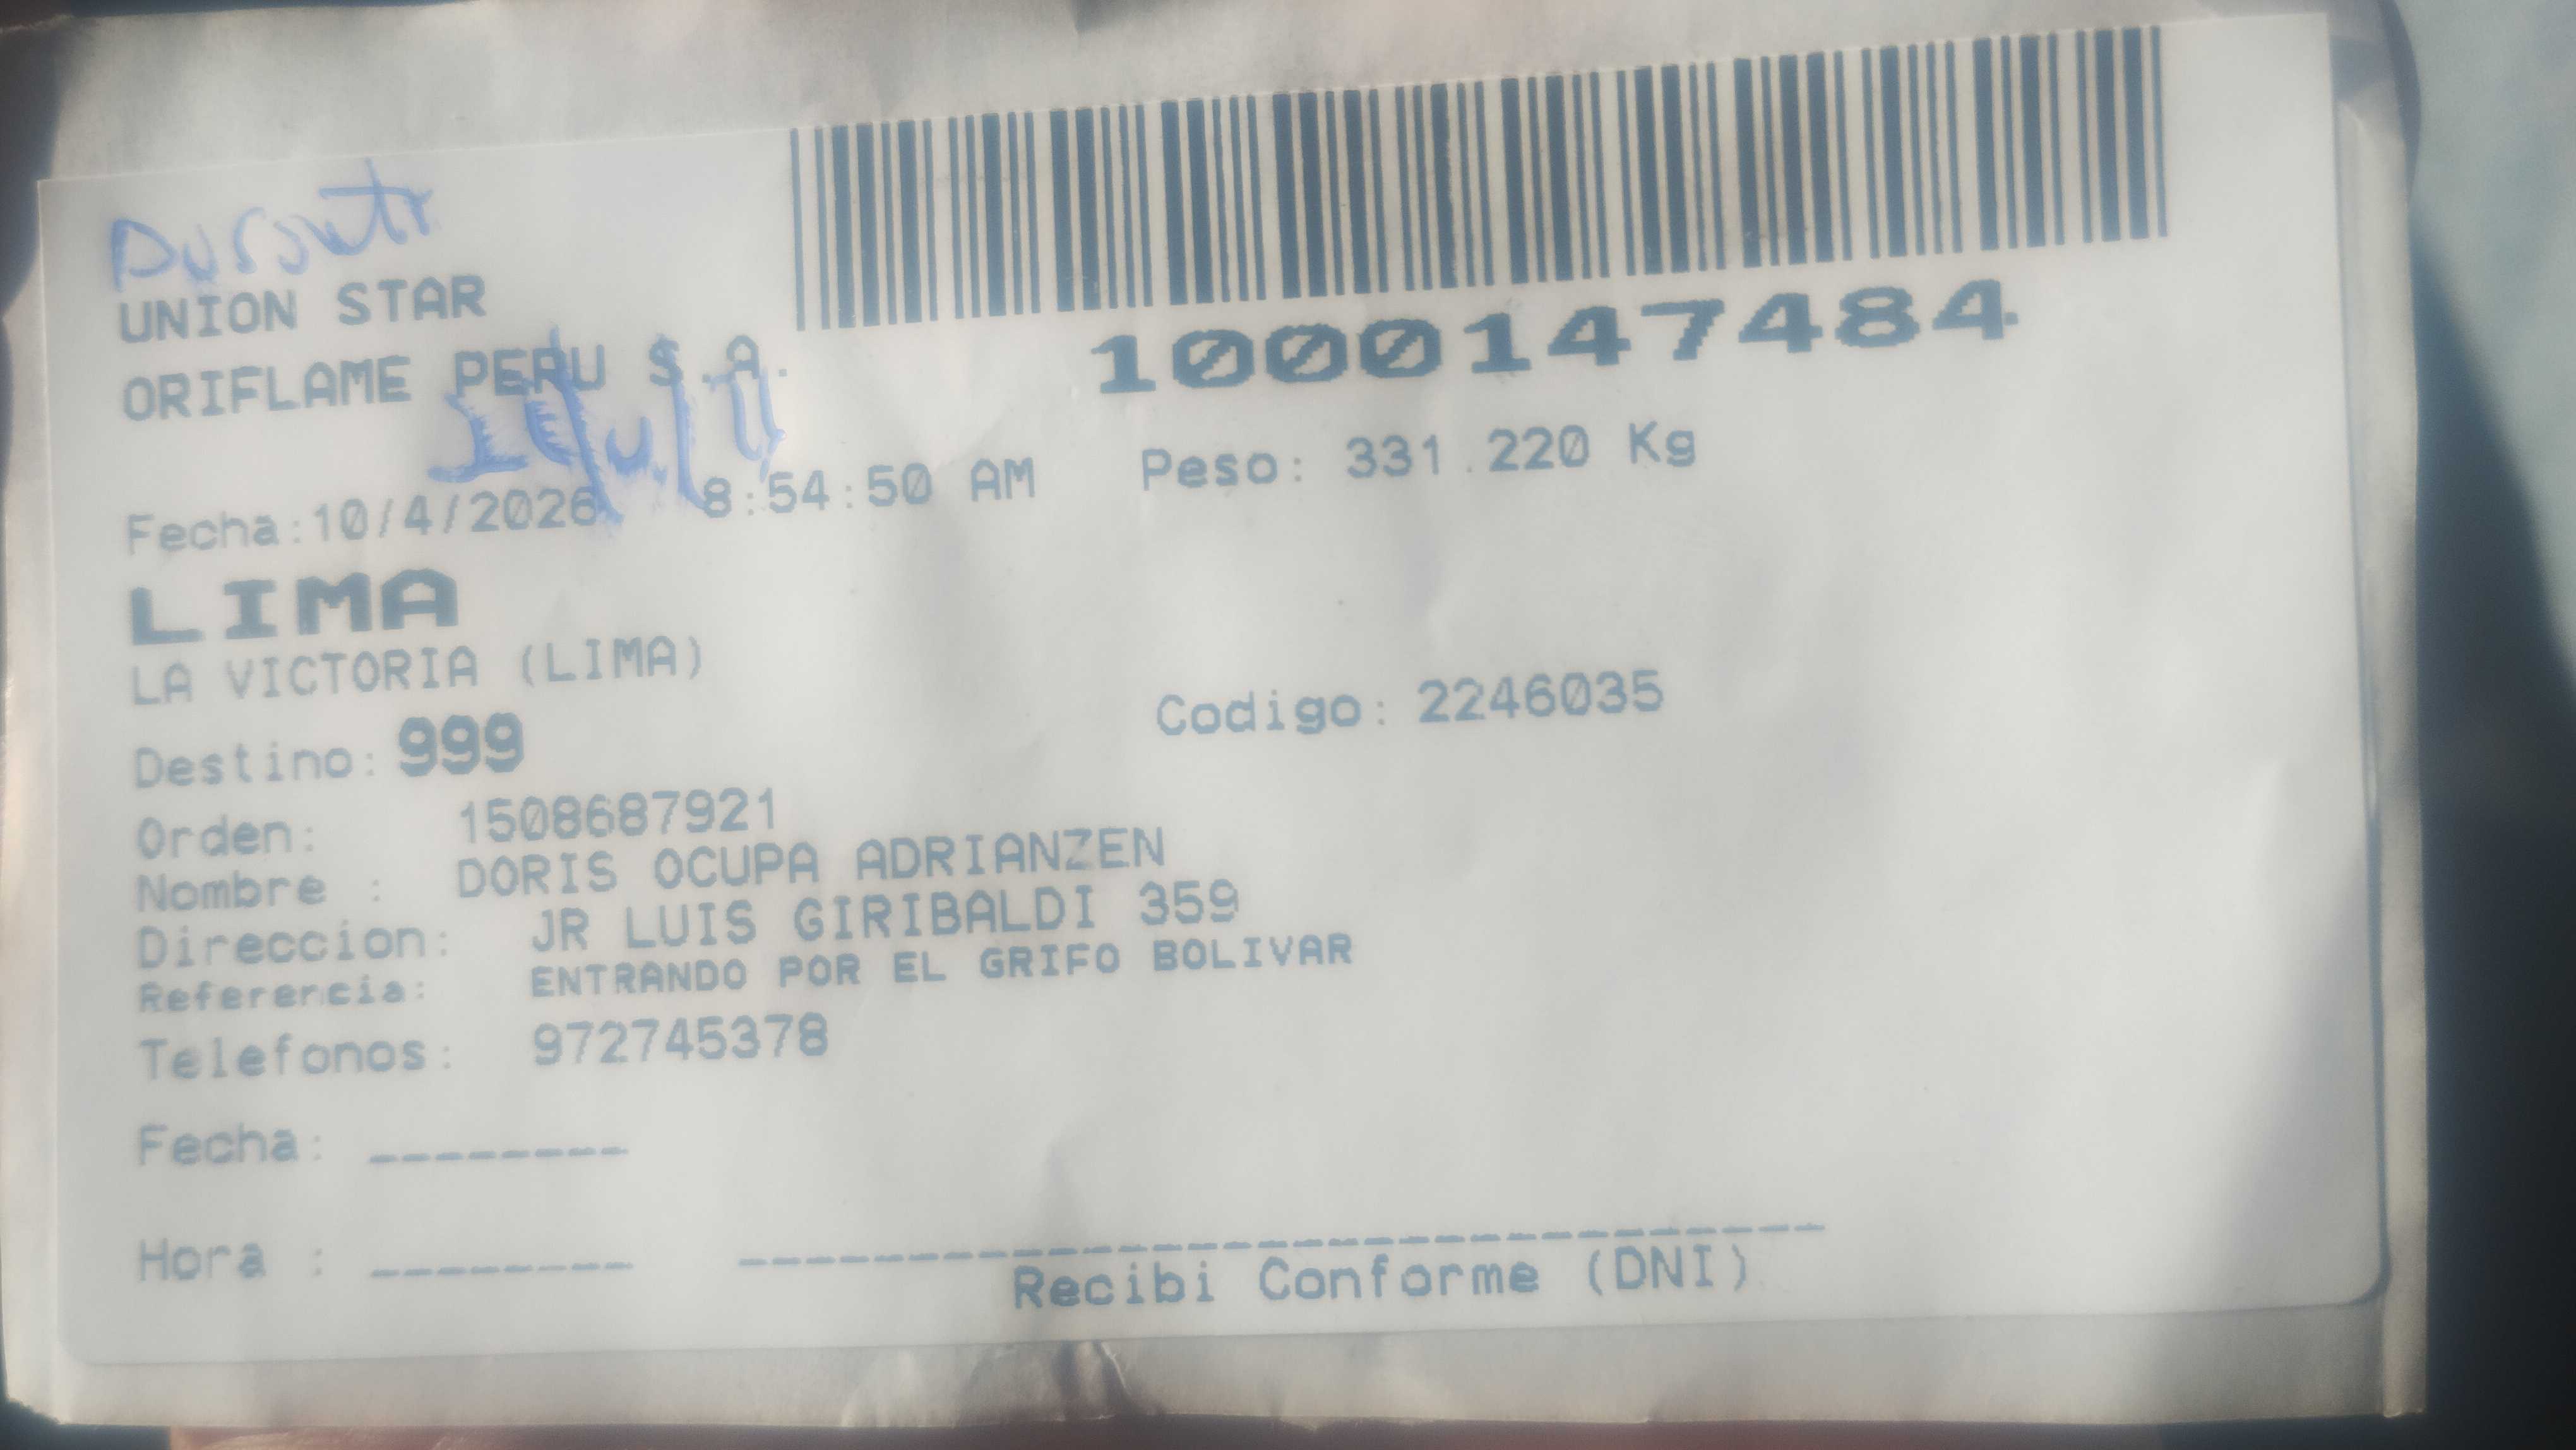 UNION STAR
ORIFLAME PERU S.A.
1000147484
Fecha:10/4/2026 8:54:50 AM Peso: 331.220 Kg
LIMA
LA VICTORIA (LIMA)
Destino: 999 Codigo: 2246035
Orden: 1508687921
Nombre : DORIS OCUPA ADRIANZEN
Direccion: JR LUIS GIRIBALDI 359
Referencia: ENTRANDO POR EL GRIFO BOLIVAR
Telefonos: 972745378
Fecha: ________
Hora : ________
Recibi Conforme (DNI)